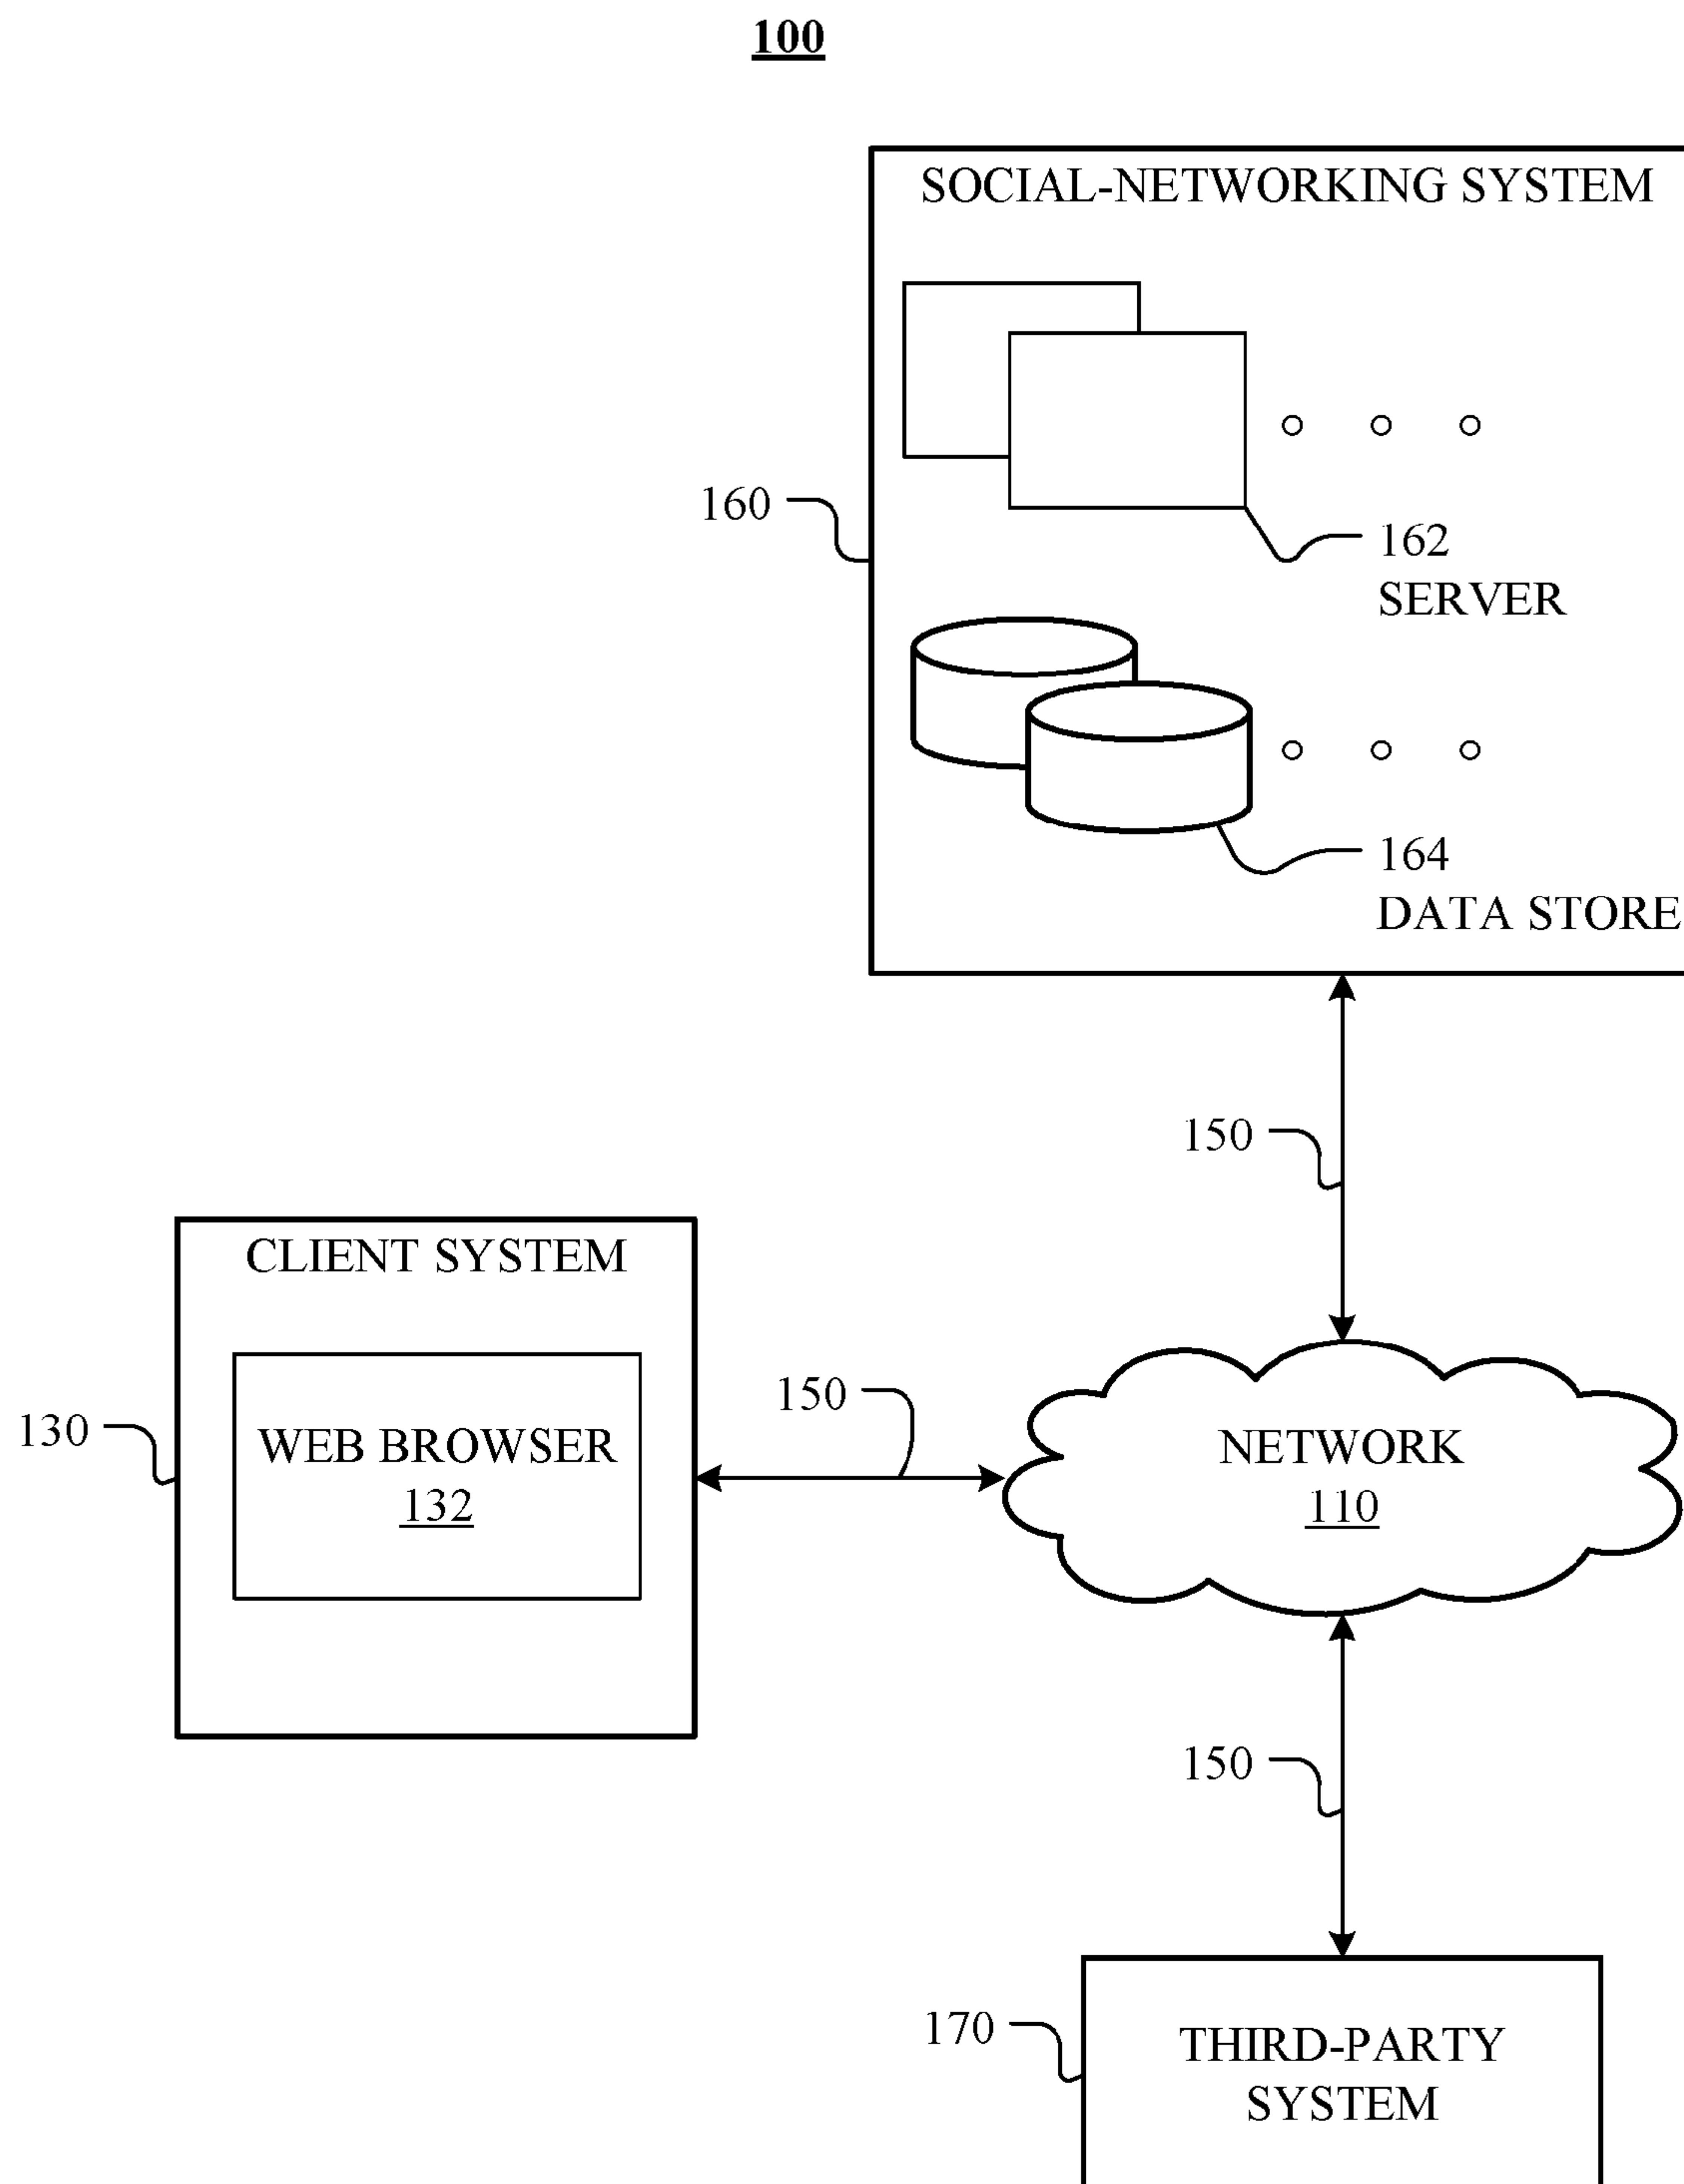 100
SOCIAL-NETWORKING SYSTEM
160
162
SERVER
164
DATA STORE
150
CLIENT SYSTEM
130
WEB BROWSER
132
150
NETWORK
110
150
170
THIRD-PARTY
SYSTEM